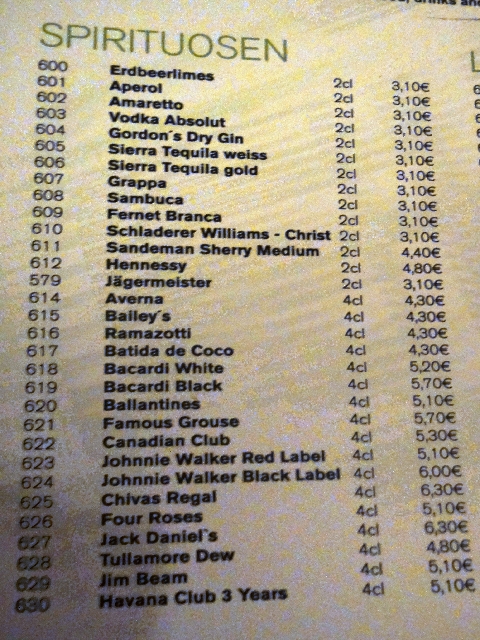 SPIRITUOSEN
600 Erdbeerlimes 2cl 3,10€
601 Aperol 2cl 3,10€
602 Amaretto 2cl 3,10€
603 Vodka Absolut 2cl 3,10€
604 Gordon´s Dry Gin 2cl 3,10€
605 Sierra Tequila weiss 2cl 3,10€
606 Sierra Tequila gold 2cl 3,10€
607 Grappa 2cl 3,10€
608 Sambuca 2cl 3,10€
609 Fernet Branca 2cl 3,10€
610 Schladerer Williams - Christ 2cl 3,10€
611 Sandeman Sherry Medium 2cl 4,40€
612 Hennessy 2cl 4,80€
579 Jägermeister 2cl 3,10€
614 Averna 4cl 4,30€
615 Bailey´s 4cl 4,30€
616 Ramazotti 4cl 4,30€
617 Batida de Coco 4cl 4,30€
618 Bacardi White 4cl 5,20€
619 Bacardi Black 4cl 5,70€
620 Ballantines 4cl 5,10€
621 Famous Grouse 4cl 5,70€
622 Canadian Club 4cl 5,30€
623 Johnnie Walker Red Label 4cl 5,10€
624 Johnnie Walker Black Label 4cl 6,00€
625 Chivas Regal 4cl 6,30€
626 Four Roses 4cl 5,10€
627 Jack Daniel´s 4cl 6,30€
628 Tullamore Dew 4cl 4,80€
629 Jim Beam 4cl 5,10€
630 Havana Club 3 Years 4cl 5,10€